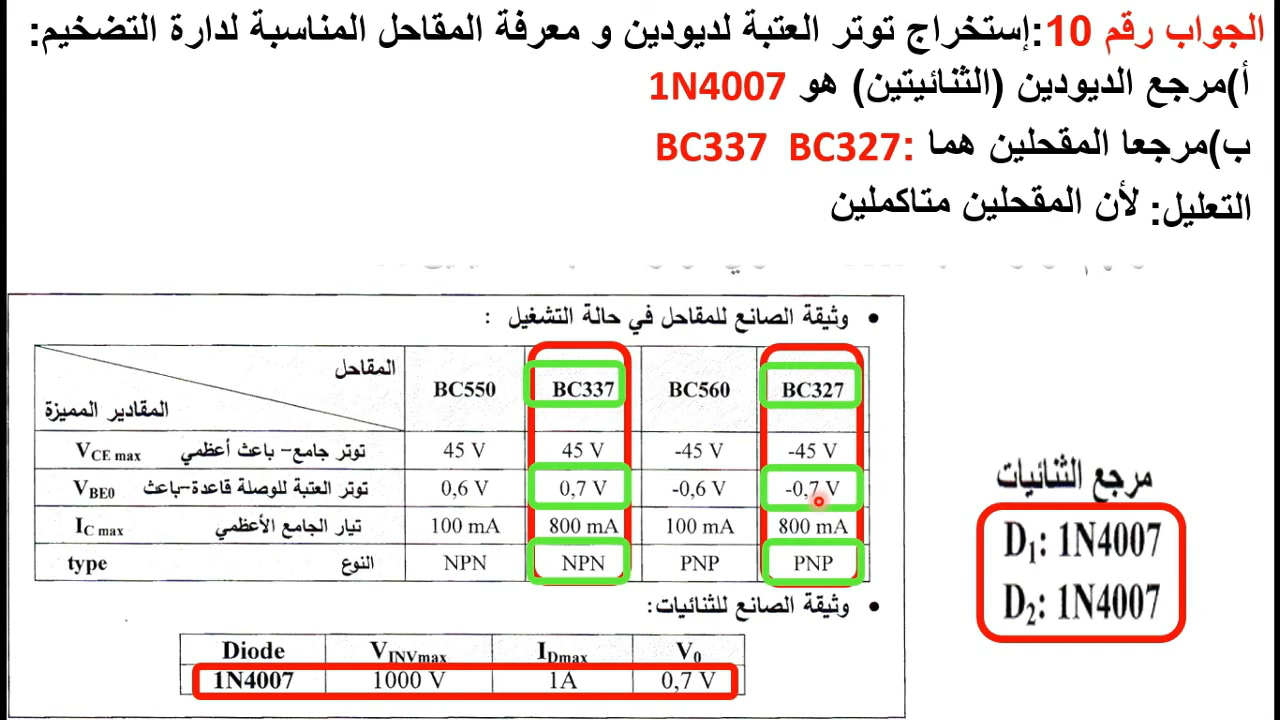 الجواب رقم 10:إستخراج توتر العتبة لديودين و معرفة المقاحل المناسبة لدارة التضخيم:
أ)مرجع الديودين (الثنائيتين) هو 1N4007
ب)مرجعا المقحلين هما :BC327 BC337
التعليل: لأن المقحلين متاكملين
• وثيقة الصانع للمقاحل في حالة التشغيل :
المقاحل
المقادير المميزة
BC550 BC337 BC560 BC327
توتر جامع- باعث أعظمي VCE max 45 V 45 V -45 V -45 V
توتر العتبة للوصلة قاعدة-باعث VBE0 0,6 V 0,7 V -0,6 V -0,7 V
تيار الجامع الأعظمي IC max 100 mA 800 mA 100 mA 800 mA
النوع type NPN NPN PNP PNP
• وثيقة الصانع للثنائيات:
Diode VINVmax IDmax V0
1N4007 1000 V 1A 0,7 V
مرجع الثنائيات
D1: 1N4007
D2: 1N4007